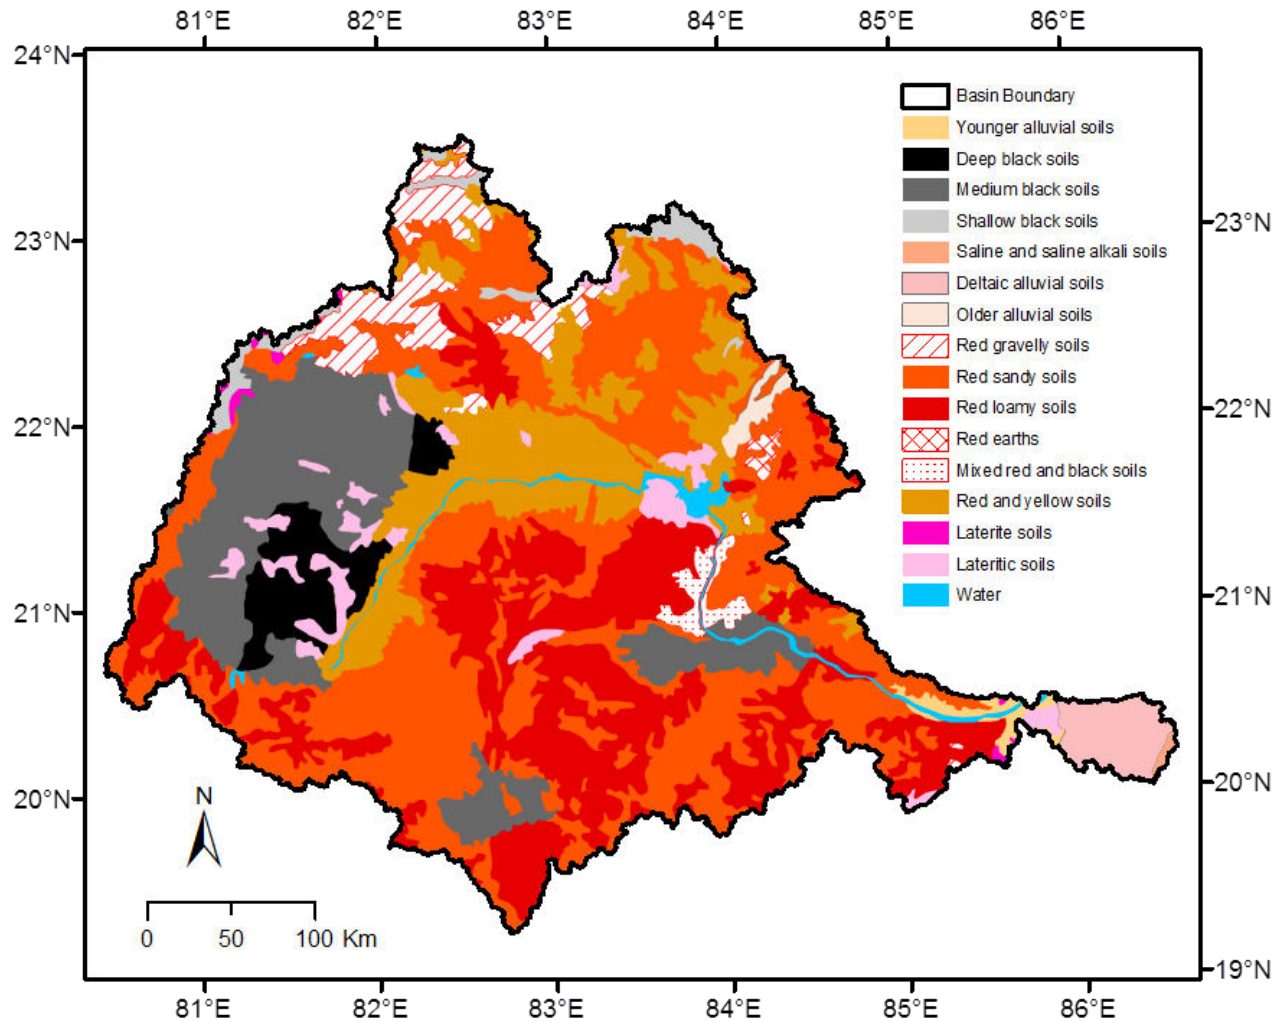 81°E 82°E 83°E 84°E 85°E 86°E
24°N
23°N
22°N
21°N
20°N
23°N
22°N
21°N
20°N
19°N
Basin Boundary
Younger alluvial soils
Deep black soils
Medium black soils
Shallow black soils
Saline and saline alkali soils
Deltaic alluvial soils
Older alluvial soils
Red gravelly soils
Red sandy soils
Red loamy soils
Red earths
Mixed red and black soils
Red and yellow soils
Laterite soils
Lateritic soils
Water
N
0 50 100 Km
81°E 82°E 83°E 84°E 85°E 86°E